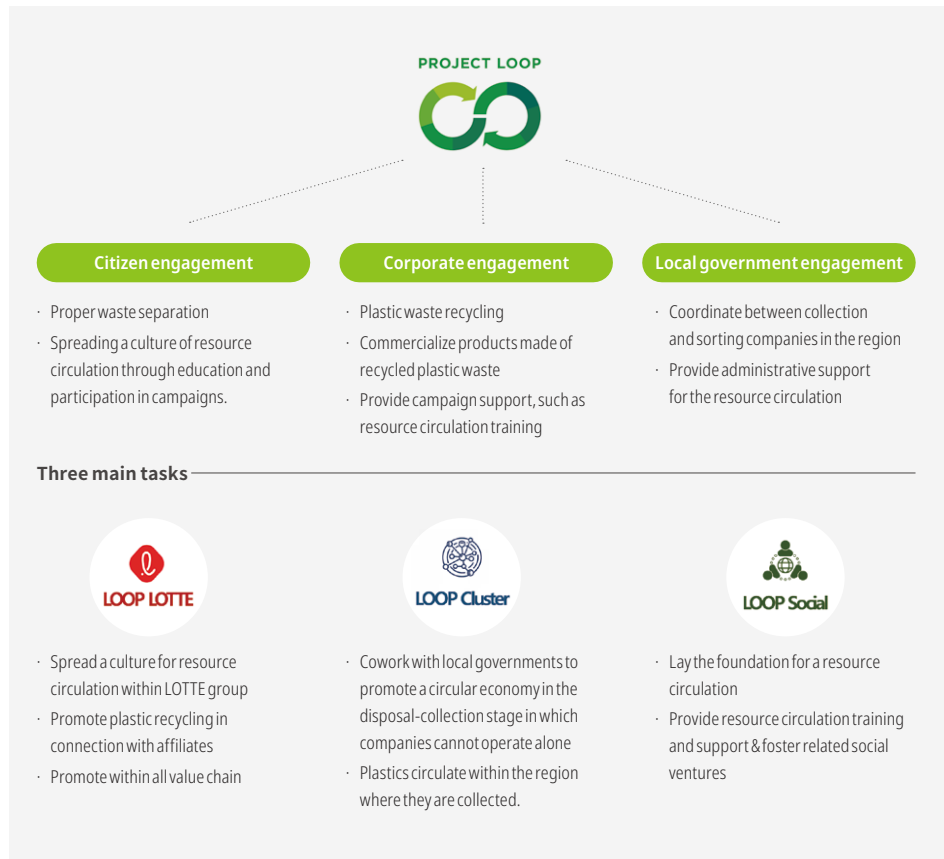 PROJECT LOOP
Citizen engagement
· Proper waste separation
· Spreading a culture of resource
circulation through education and
participation in campaigns.
Corporate engagement
· Plastic waste recycling
· Commercialize products made of
recycled plastic waste
· Provide campaign support, such as
resource circulation training
Local government engagement
· Coordinate between collection
and sorting companies in the region
· Provide administrative support
for the resource circulation
Three main tasks
LOOP LOTTE
· Spread a culture for resource
circulation within LOTTE group
· Promote plastic recycling in
connection with affiliates
· Promote within all value chain
LOOP Cluster
· Cowork with local governments to
promote a circular economy in the
disposal-collection stage in which
companies cannot operate alone
· Plastics circulate within the region
where they are collected.
LOOP Social
· Lay the foundation for a resource
circulation
· Provide resource circulation training
and support & foster related social
ventures